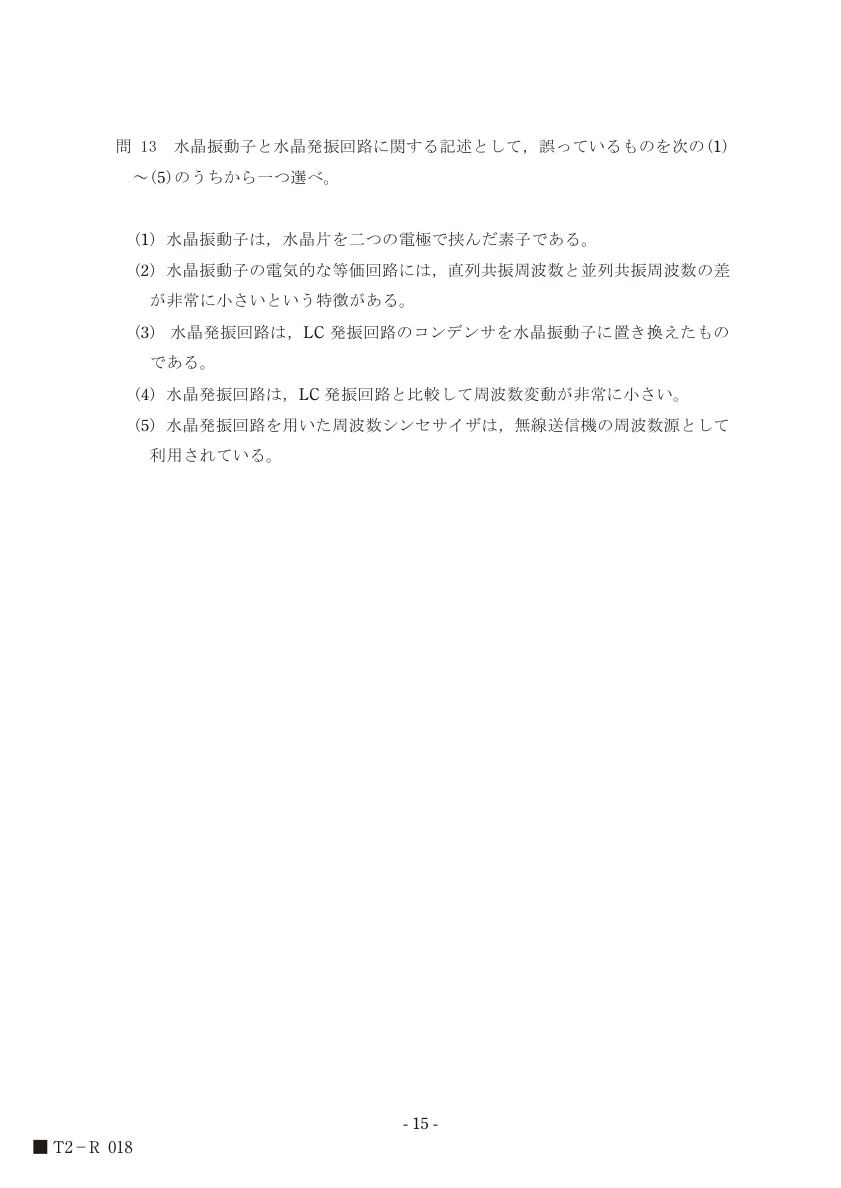 問 13　水晶振動子と水晶発振回路に関する記述として，誤っているものを次の(1)
～(5)のうちから一つ選べ。
(1) 水晶振動子は，水晶片を二つの電極で挟んだ素子である。
(2) 水晶振動子の電気的な等価回路には，直列共振周波数と並列共振周波数の差
が非常に小さいという特徴がある。
(3) 水晶発振回路は，LC 発振回路のコンデンサを水晶振動子に置き換えたもの
である。
(4) 水晶発振回路は，LC 発振回路と比較して周波数変動が非常に小さい。
(5) 水晶発振回路を用いた周波数シンセサイザは，無線送信機の周波数源として
利用されている。
- 15 -
■ T2－R 018